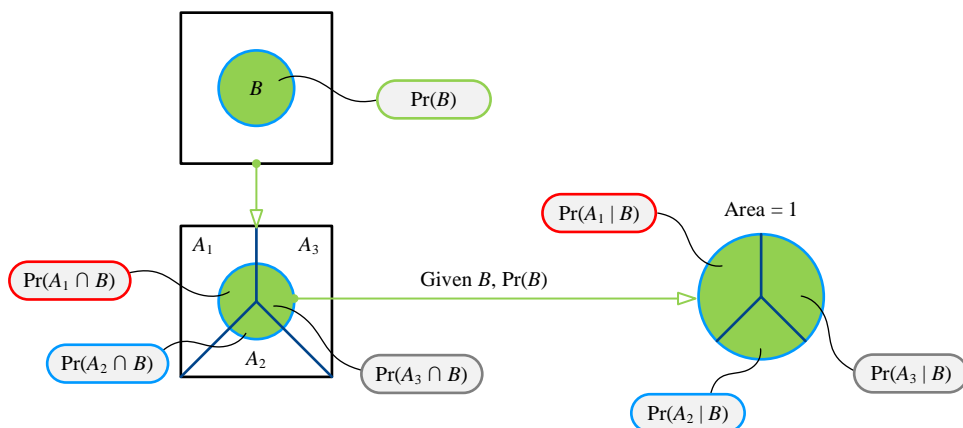 B
Pr(B)
A₁
A₃
A₂
Pr(A₁ ∩ B)
Pr(A₂ ∩ B)
Pr(A₃ ∩ B)
Given B, Pr(B)
Area = 1
Pr(A₁ | B)
Pr(A₂ | B)
Pr(A₃ | B)